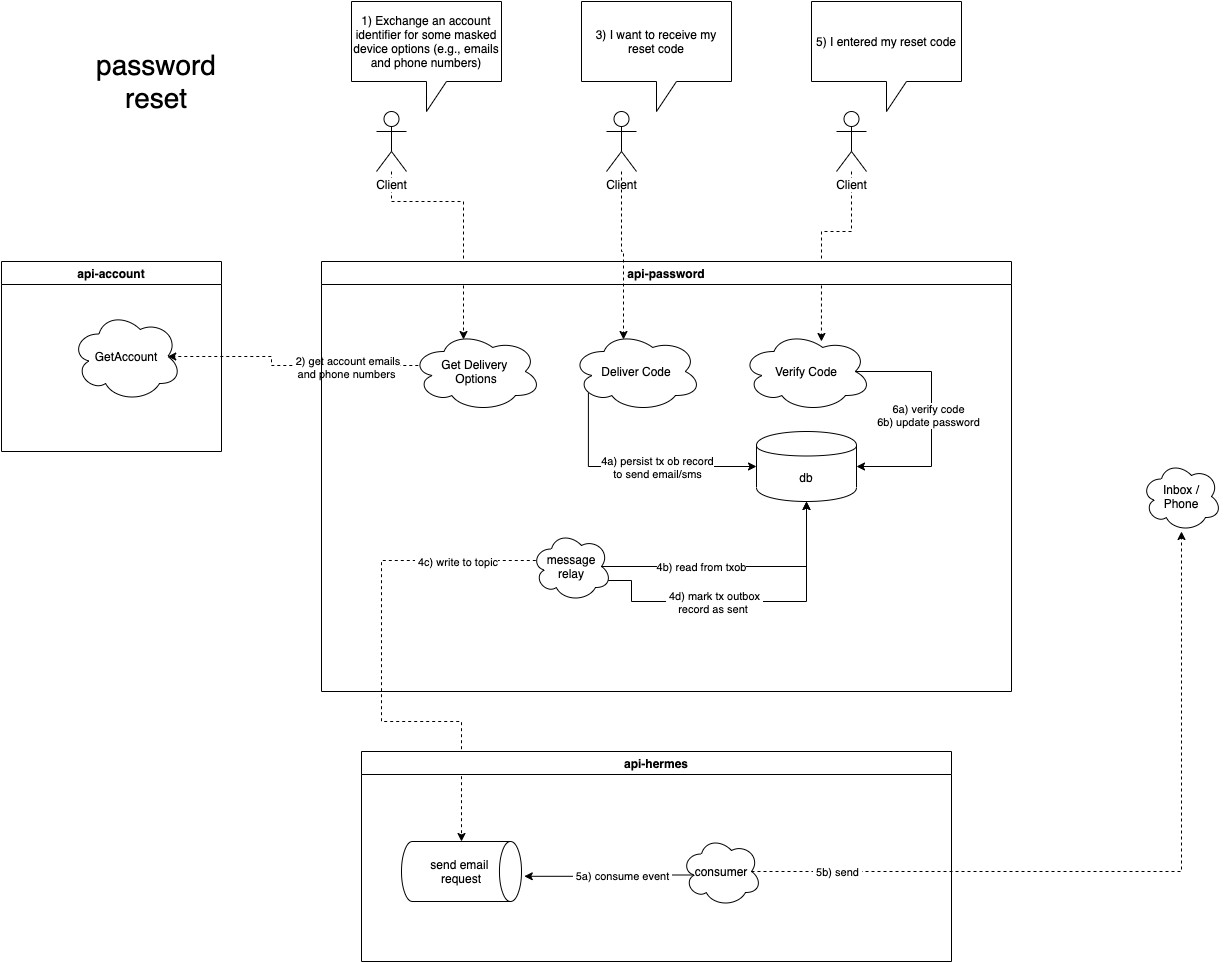 password
reset
1) Exchange an account
identifier for some masked
device options (e.g., emails
and phone numbers)
3) I want to receive my
reset code
5) I entered my reset code
Client
Client
Client
api-account
api-password
GetAccount
2) get account emails
and phone numbers
Get Delivery
Options
Deliver Code
Verify Code
6a) verify code
6b) update password
4a) persist tx ob record
to send email/sms
db
Inbox /
Phone
4c) write to topic
message
relay
4b) read from txob
4d) mark tx outbox
record as sent
api-hermes
send email
request
5a) consume event
consumer
5b) send